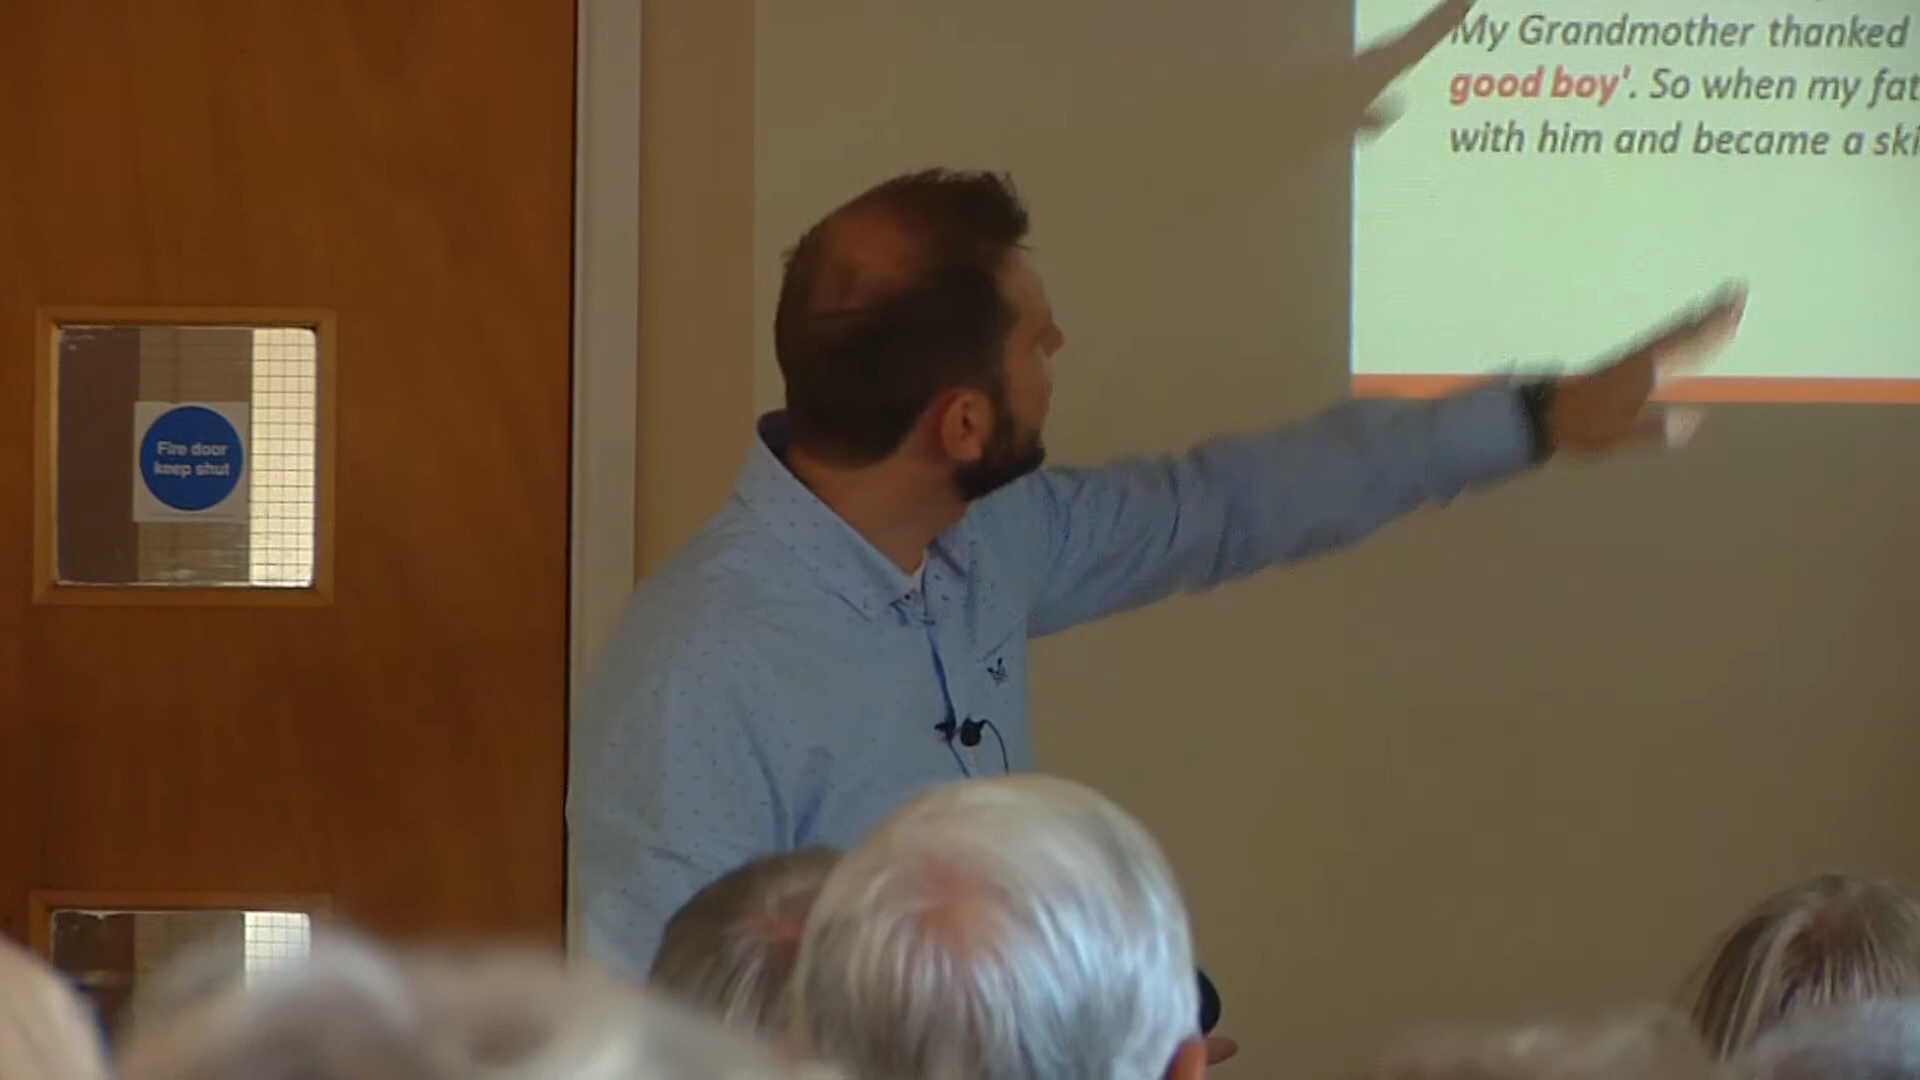 My Grandmother thanked
good boy'. So when my fat
with him and became a ski
Fire door
keep shut